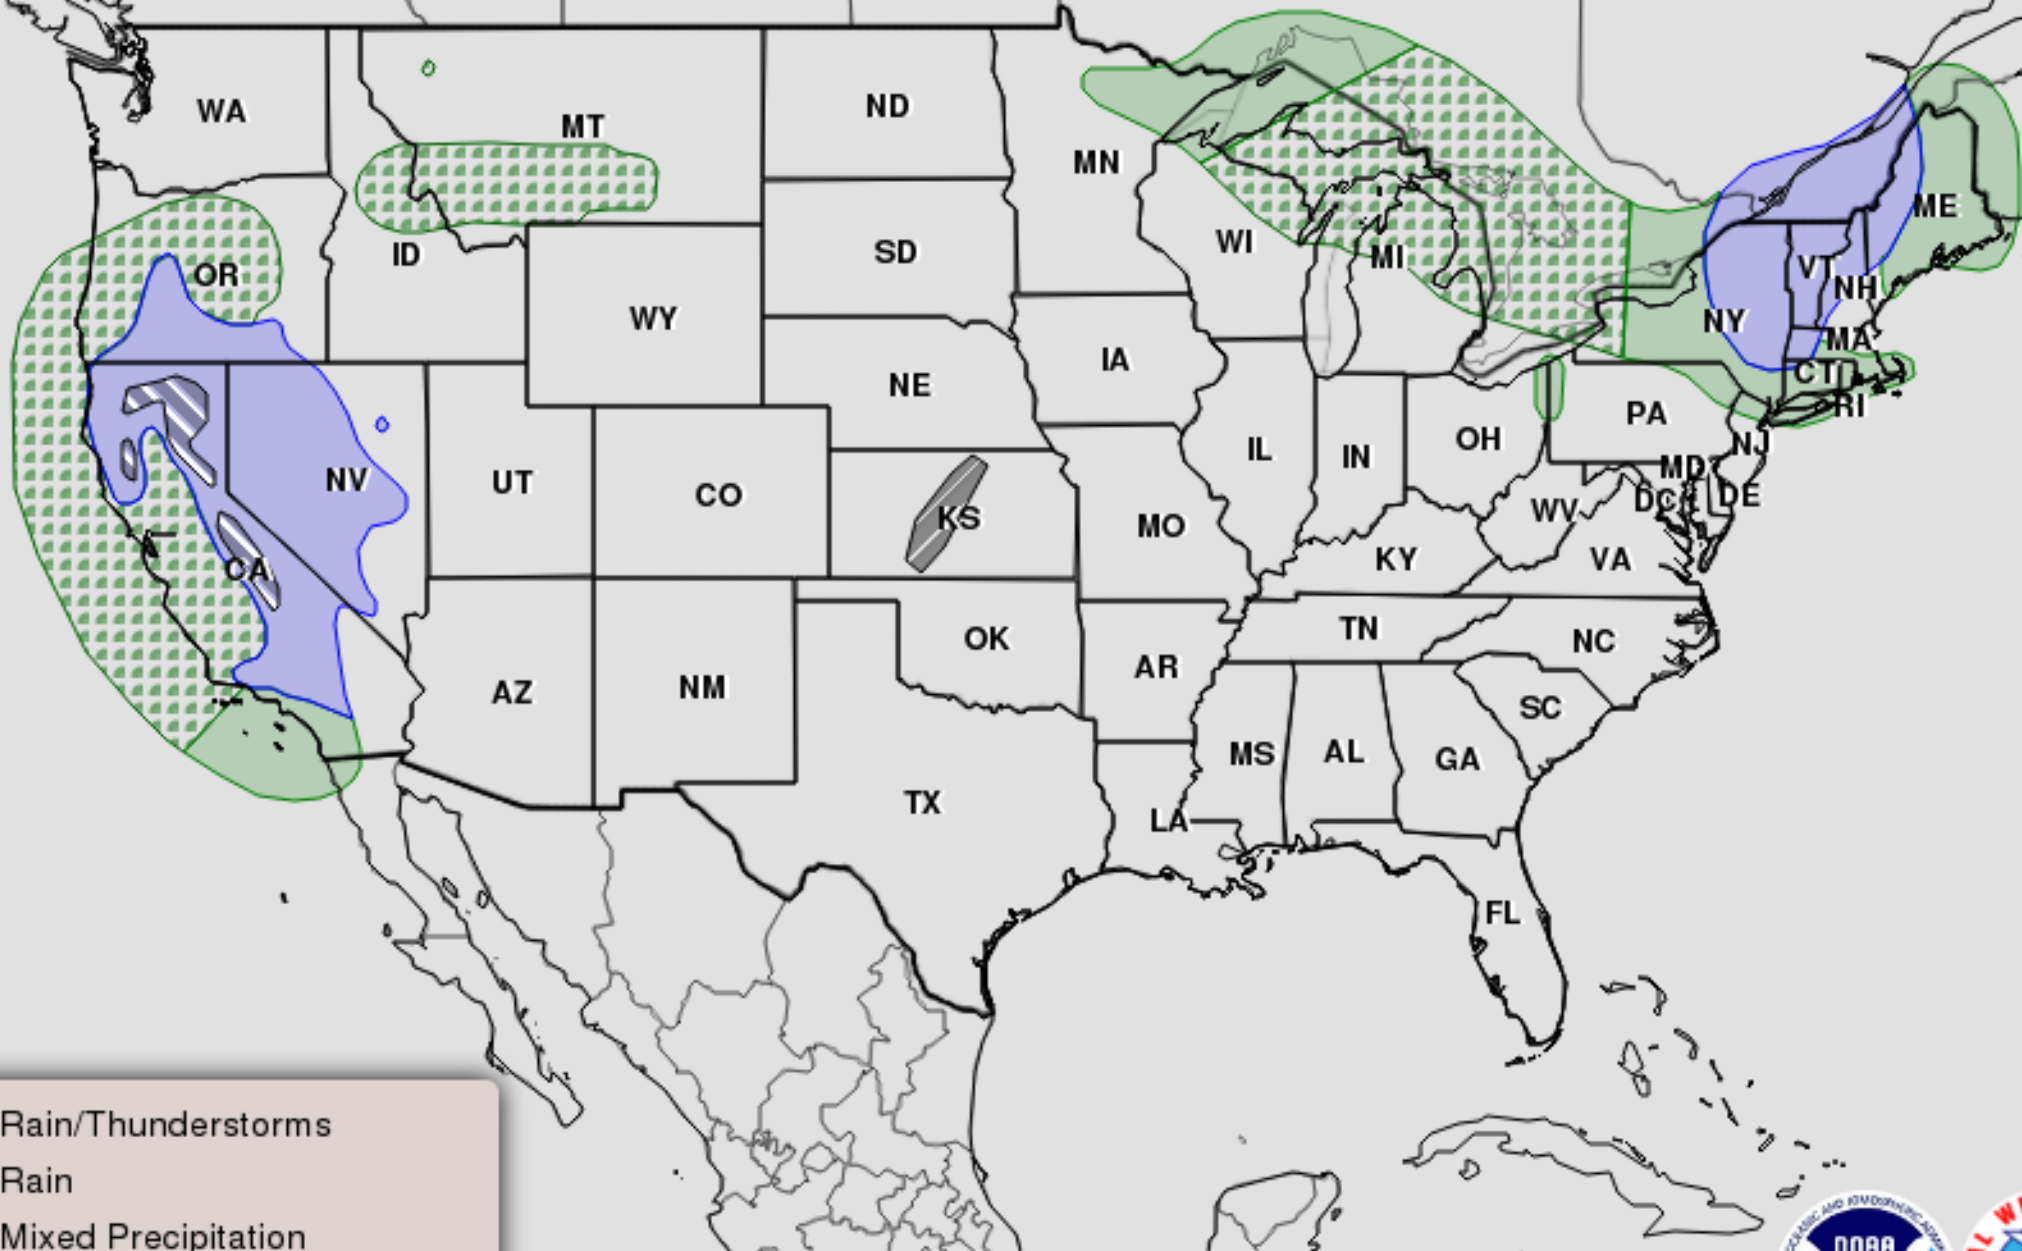 WA
MT
ND
MN
ME
OR
ID
SD
WI
MI
VT
NH
WY
NY
MA
IA
NE
CT
RI
PA
NV
UT
CO
IL
IN
OH
NJ
MD
KS
MO
WV
DC
DE
CA
KY
VA
OK
TN
NC
AR
AZ
NM
SC
MS
AL
GA
TX
LA
FL
Rain/Thunderstorms
Rain
Mixed Precipitation
NOAA